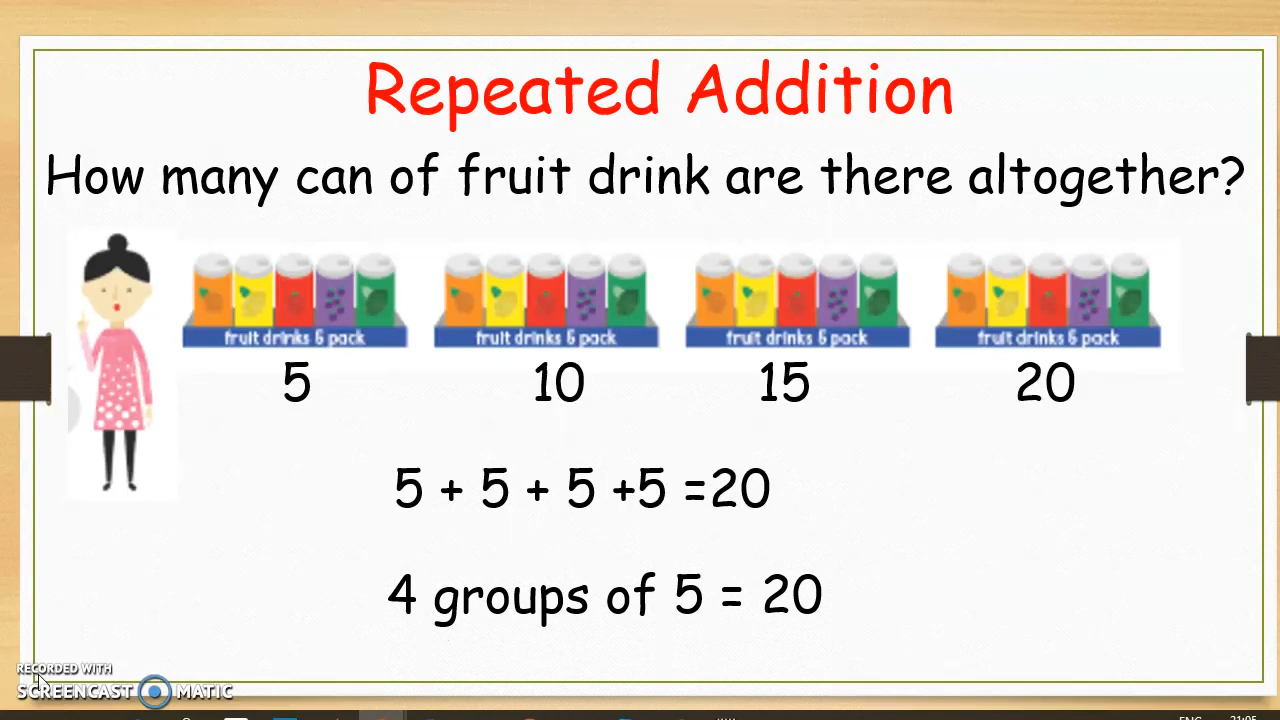 Repeated Addition
How many can of fruit drink are there altogether?
fruit drinks 6 pack fruit drinks 6 pack fruit drinks 6 pack fruit drinks 6 pack
5 10 15 20
5 + 5 + 5 +5 =20
4 groups of 5 = 20
RECORDED WITH
SCREENCAST MATIC